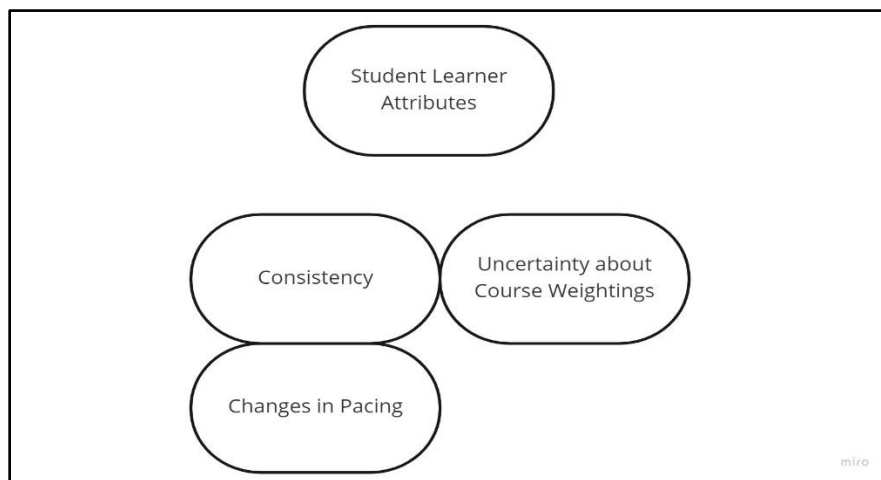 Student Learner
Attributes
Consistency
Uncertainty about
Course Weightings
Changes in Pacing
miro